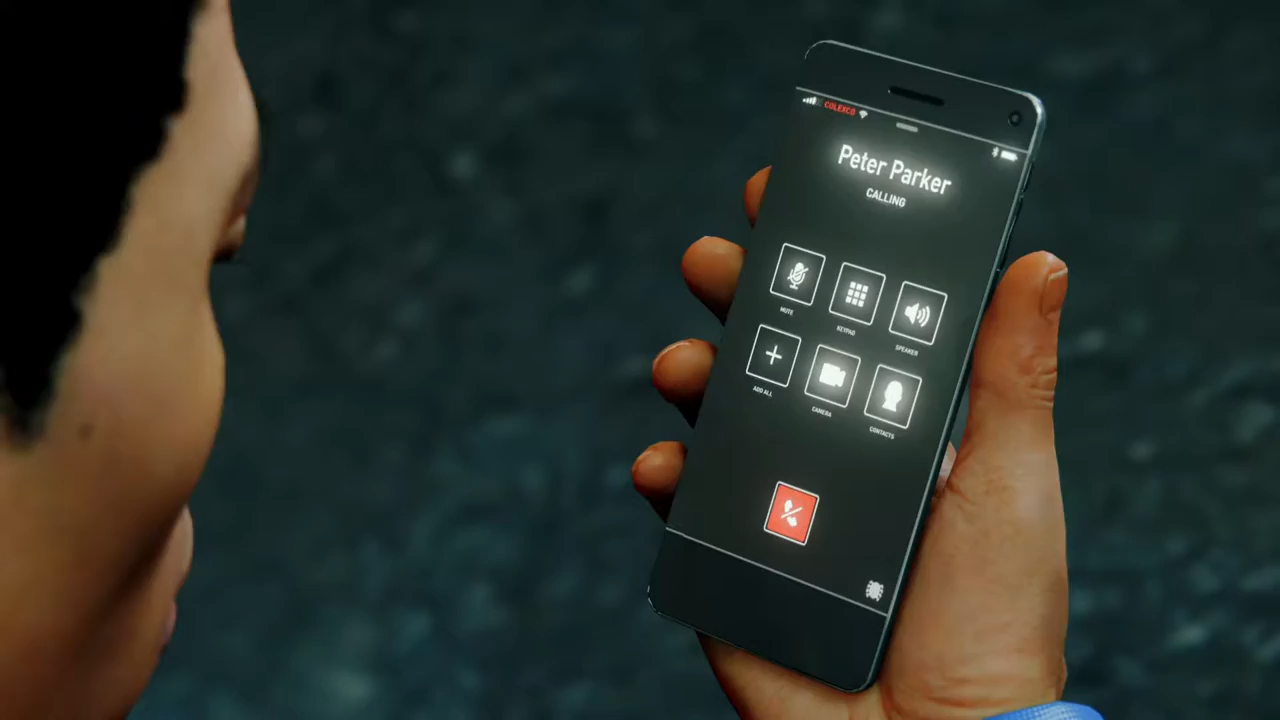 COLEXCO
Peter Parker
CALLING
MUTE
KEYPAD
SPEAKER
ADD ALL
CAMERA
CONTACTS